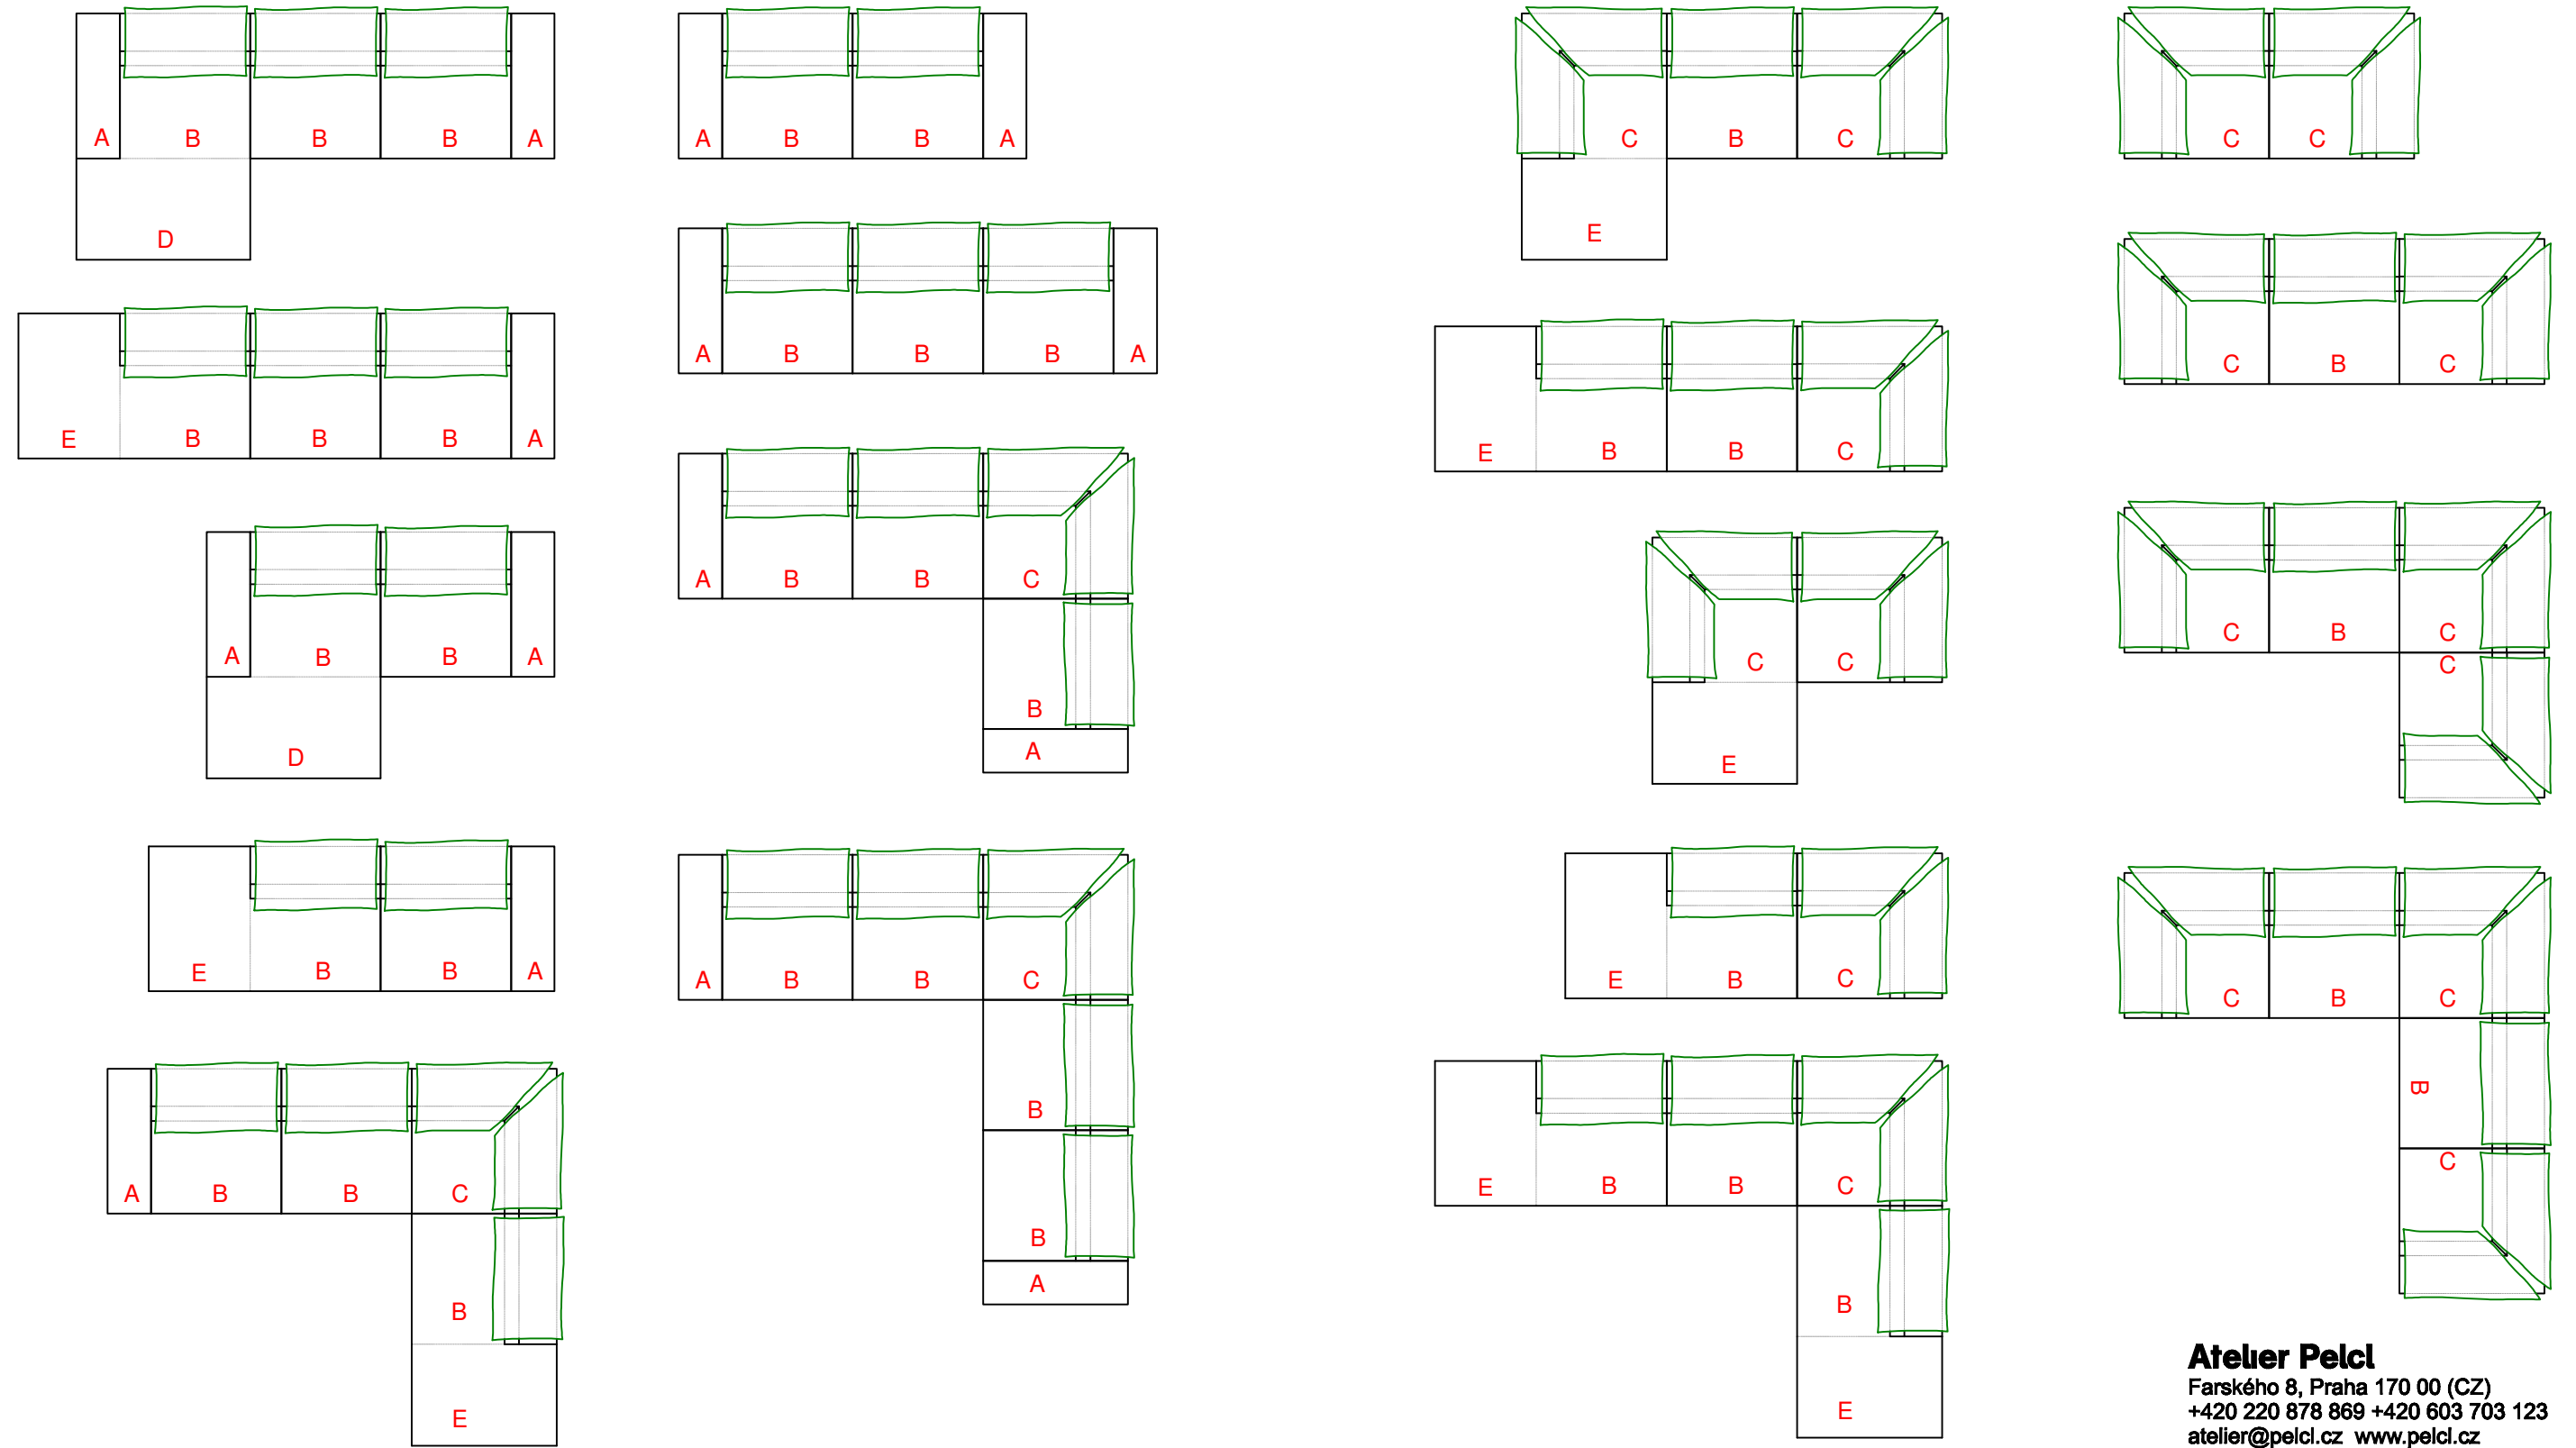 A B B B A
D
E B B B A
A B B A
D
E B B A
A B B C
B
E
A B B A
A B B B A
A B B C
B
A
A B B C
B
B
A
C B C
E
E B B C
C C
E
E B C
E B B C
B
E
C C
C B C
C B C
C
C B C
B
C
Atelier Pelcl
Farského 8, Praha 170 00 (CZ)
+420 220 878 869 +420 603 703 123
atelier@pelcl.cz www.pelcl.cz